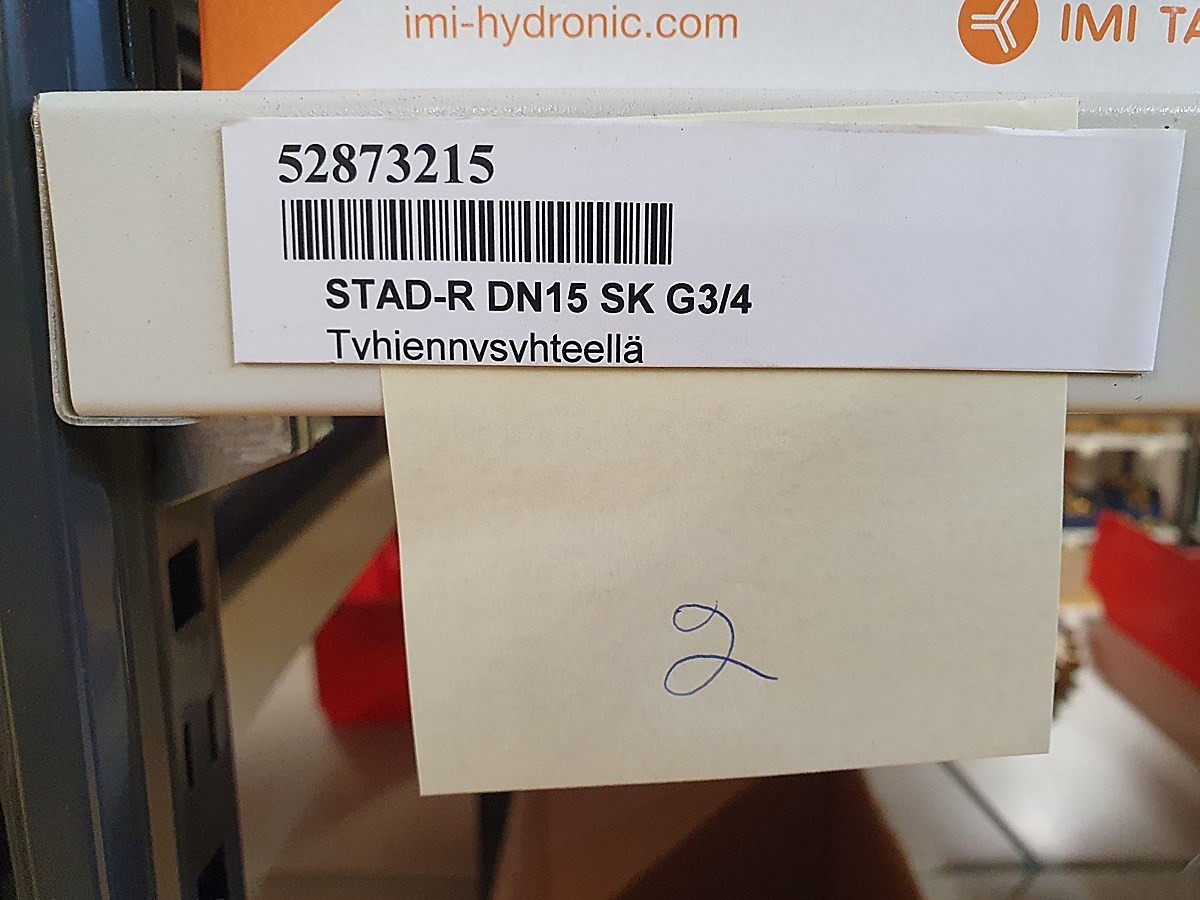 imi-hydronic.com
IMI TA
52873215
STAD-R DN15 SK G3/4
Tyhjennysyhteellä
2